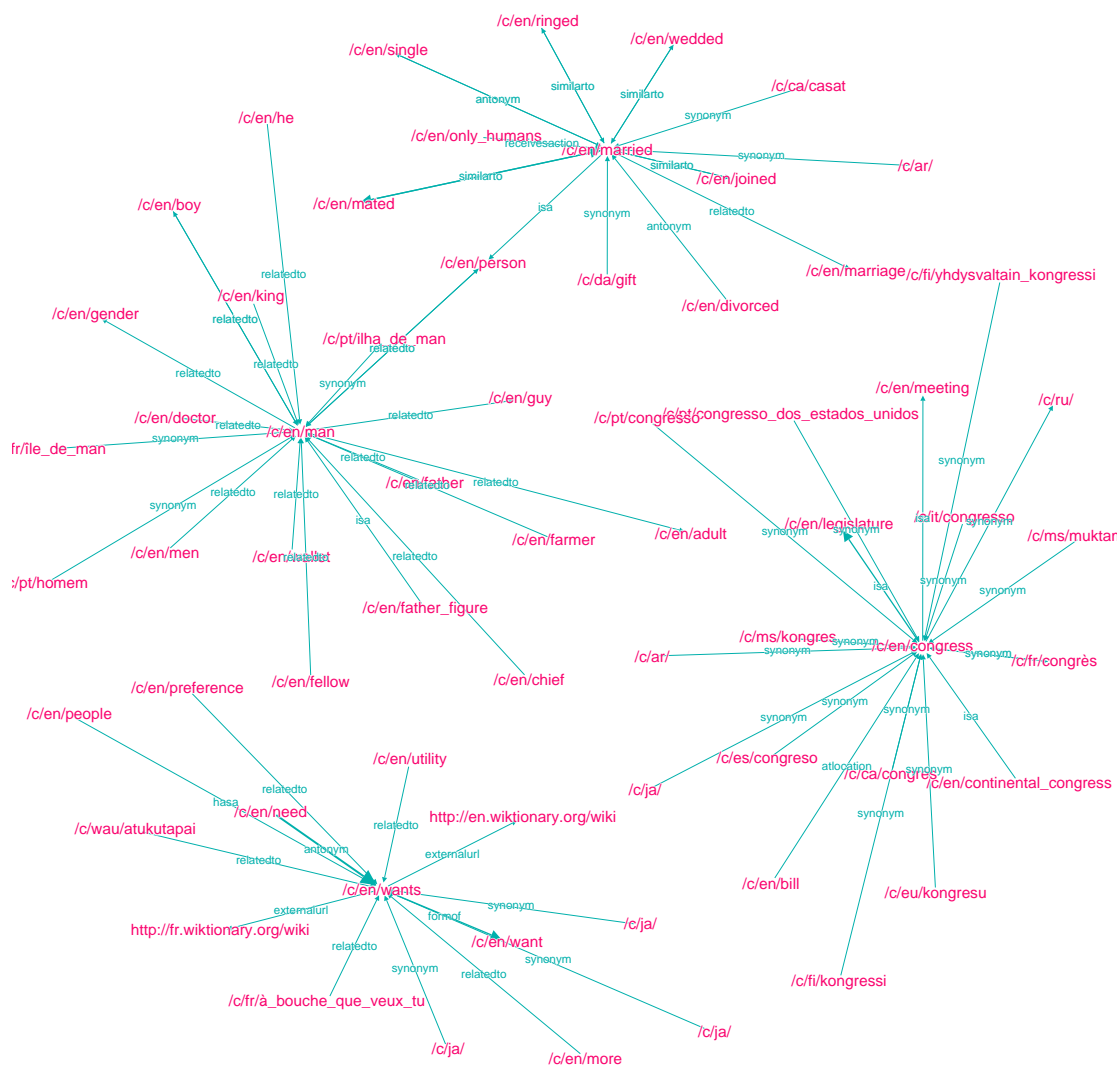 /c/en/ringed
/c/en/wedded
/c/en/single
/c/ca/casat
similarto
similarto
antonym
synonym
/c/en/he
/c/en/only_humans
receivesaction
/c/en/married
synonym
/c/ar/
similarto
/c/en/joined
similarto
/c/en/mated
/c/en/boy
isa
synonym
antonym
relatedto
/c/en/person
/c/en/marriage
/c/fi/yhdysvaltain_kongressi
/c/da/gift
relatedto
/c/en/king
/c/en/divorced
/c/en/gender
relatedto
/c/pt/ilha_de_man
relatedto
relatedto
relatedto
synonym
/c/en/meeting
/c/en/guy
/c/ru/
relatedto
/c/pt/congresso
/c/pt/congresso_dos_estados_unidos
/c/en/doctor
relatedto
/c/en/man
synonym
fr/île_de_man
relatedto
synonym
relatedto
/c/en/father
relatedto
relatedto
relatedto
synonym
isa
/c/en/legislature
isa
/c/it/congresso
synonym
synonym
synonym
/c/en/adult
/c/en/farmer
/c/ms/muktar
/c/en/men
/c/en/wallet
relatedto
relatedto
isa
synonym
synonym
:/pt/homem
/c/en/father_figure
/c/ms/kongres
synonym
/c/en/congress
/c/ar/
synonym
synonym
/c/fr/congrès
/c/en/fellow
/c/en/chief
/c/en/preference
/c/en/people
synonym
synonym
synonym
isa
/c/en/utility
/c/es/congreso
atlocation
/c/ca/congres
synonym
/c/en/continental_congress
/c/ja/
relatedto
hasa
/c/en/need
http://en.wiktionary.org/wiki
synonym
/c/wau/atukutapai
relatedto
antonym
relatedto
externalurl
/c/en/wants
/c/en/bill
/c/eu/kongresu
externalurl
formof
synonym
http://fr.wiktionary.org/wiki
/c/ja/
relatedto
/c/en/want
synonym
synonym
relatedto
/c/fi/kongressi
/c/fr/à_bouche_que_veux_tu
/c/ja/
/c/ja/
/c/en/more